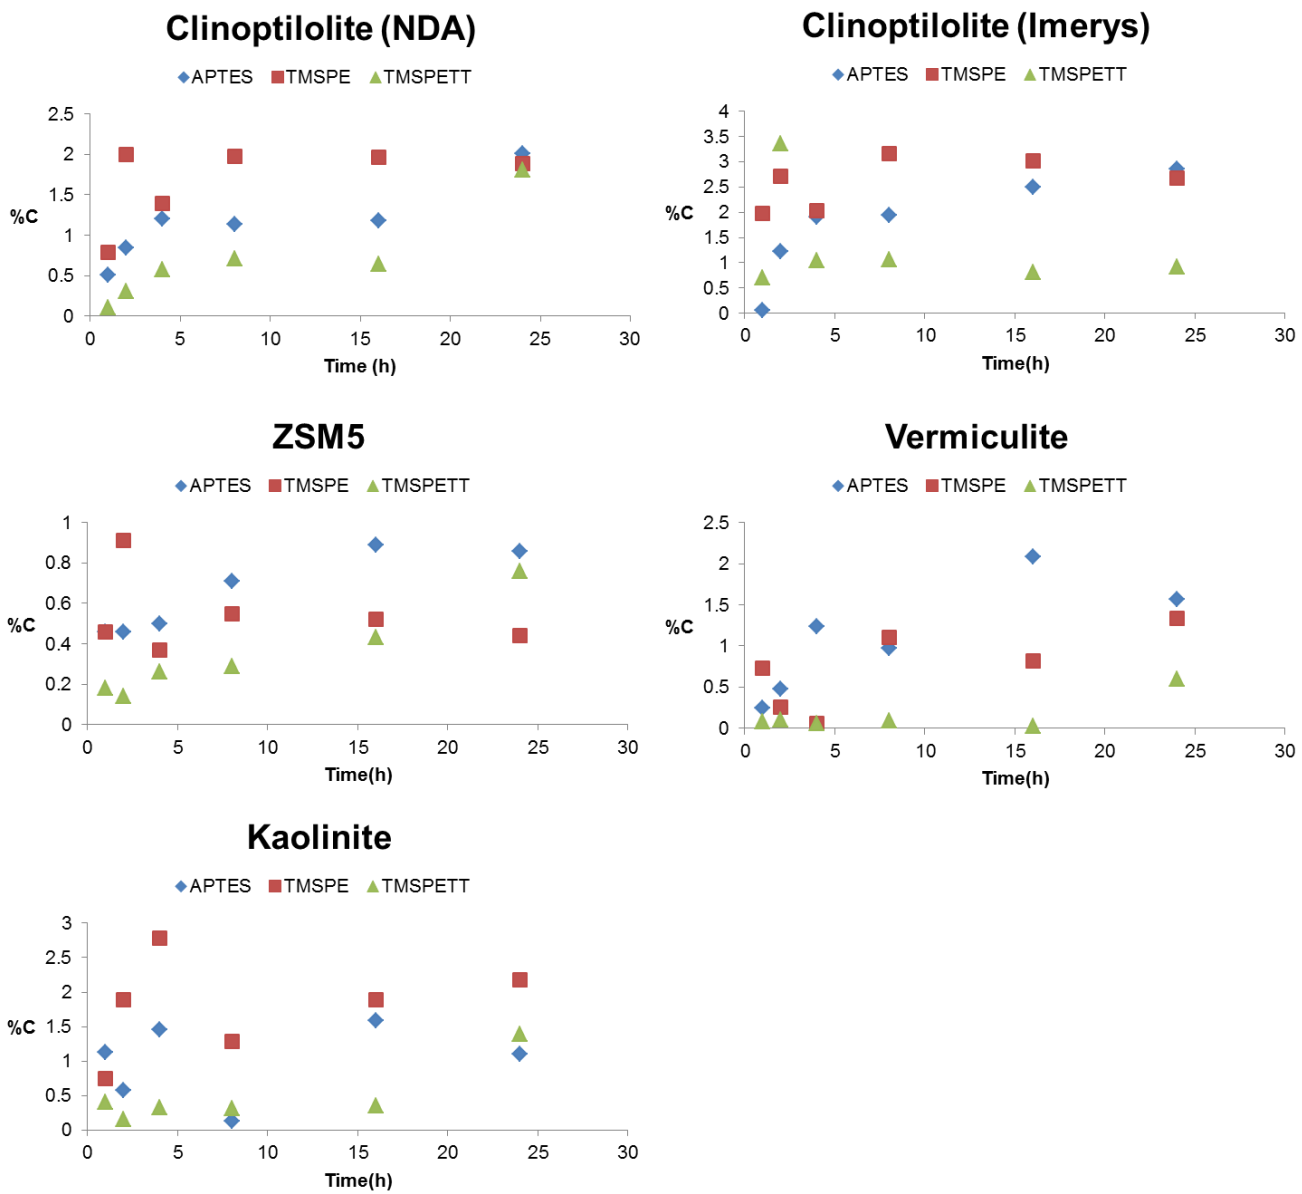 Clinoptilolite (NDA)
APTES TMSPE TMSPETT
2.5
2
1.5
1
0.5
0
%C
0 5 10 15 20 25 30
Time (h)
Clinoptilolite (Imerys)
APTES TMSPE TMSPETT
4
3.5
3
2.5
2
1.5
1
0.5
0
%C
0 5 10 15 20 25 30
Time(h)
ZSM5
APTES TMSPE TMSPETT
1
0.8
0.6
0.4
0.2
0
%C
0 5 10 15 20 25 30
Time(h)
Vermiculite
APTES TMSPE TMSPETT
2.5
2
1.5
1
0.5
0
%C
0 5 10 15 20 25 30
Time(h)
Kaolinite
APTES TMSPE TMSPETT
3
2.5
2
1.5
1
0.5
0
%C
0 5 10 15 20 25 30
Time(h)